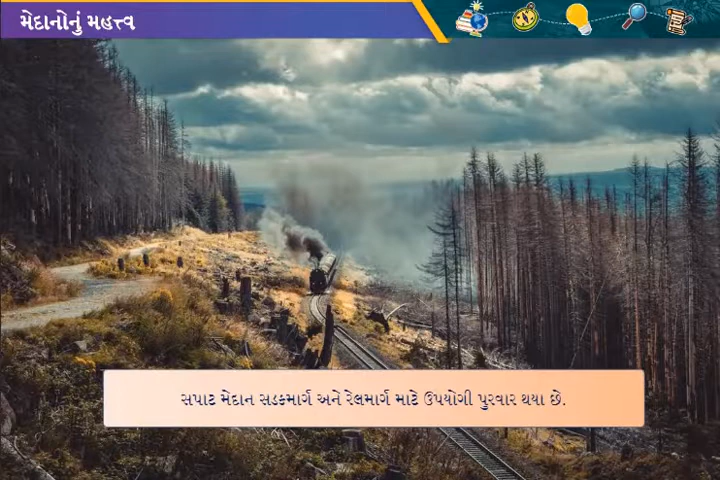 મેદાનોનું મહત્ત્વ
સપાટ મેદાન સડકમાર્ગ અને રેલમાર્ગ માટે ઉપયોગી પુરવાર થયા છે.